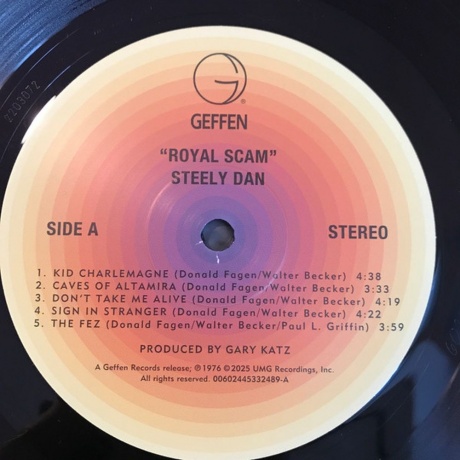 2203072
G®
GEFFEN
"ROYAL SCAM"
STEELY DAN
SIDE A STEREO
1. KID CHARLEMAGNE (Donald Fagen/Walter Becker) 4:38
2. CAVES OF ALTAMIRA (Donald Fagen/Walter Becker) 3:33
3. DON'T TAKE ME ALIVE (Donald Fagen/Walter Becker) 4:19
4. SIGN IN STRANGER (Donald Fagen/Walter Becker) 4:22
5. THE FEZ (Donald Fagen/Walter Becker/Paul L. Griffin) 3:59
PRODUCED BY GARY KATZ
A Geffen Records release; ℗1976 ©2025 UMG Recordings, Inc.
All rights reserved. 00602445332489-A